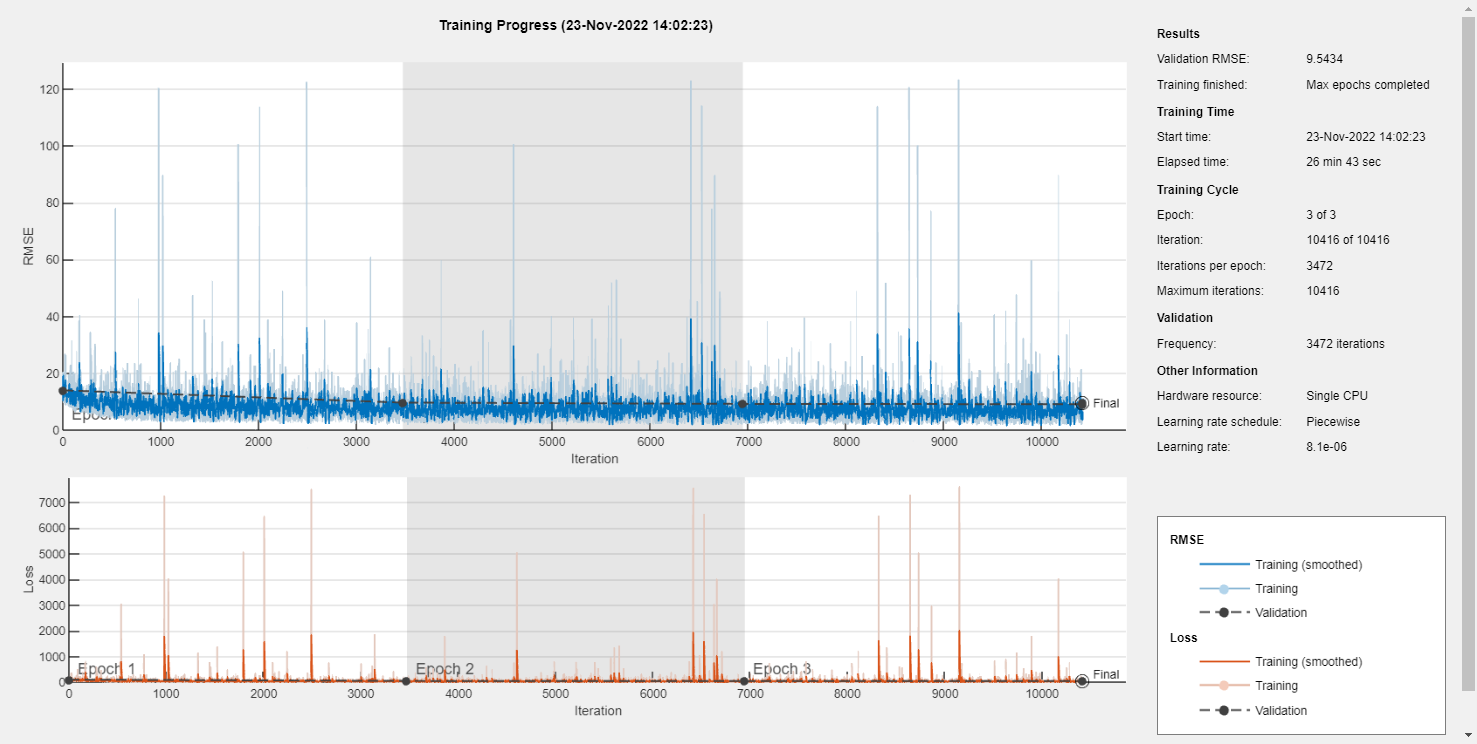 Training Progress (23-Nov-2022 14:02:23)
120
100
80
60
40
20
0
RMSE
Epoch
Final
0 1000 2000 3000 4000 5000 6000 7000 8000 9000 10000
Iteration
7000
6000
5000
4000
3000
2000
1000
0
Loss
Epoch 1 Epoch 2 Epoch 3
Final
0 1000 2000 3000 4000 5000 6000 7000 8000 9000 10000
Iteration
Results
Validation RMSE: 9.5434
Training finished: Max epochs completed
Training Time
Start time: 23-Nov-2022 14:02:23
Elapsed time: 26 min 43 sec
Training Cycle
Epoch: 3 of 3
Iteration: 10416 of 10416
Iterations per epoch: 3472
Maximum iterations: 10416
Validation
Frequency: 3472 iterations
Other Information
Hardware resource: Single CPU
Learning rate schedule: Piecewise
Learning rate: 8.1e-06
RMSE
Training (smoothed)
Training
Validation
Loss
Training (smoothed)
Training
Validation